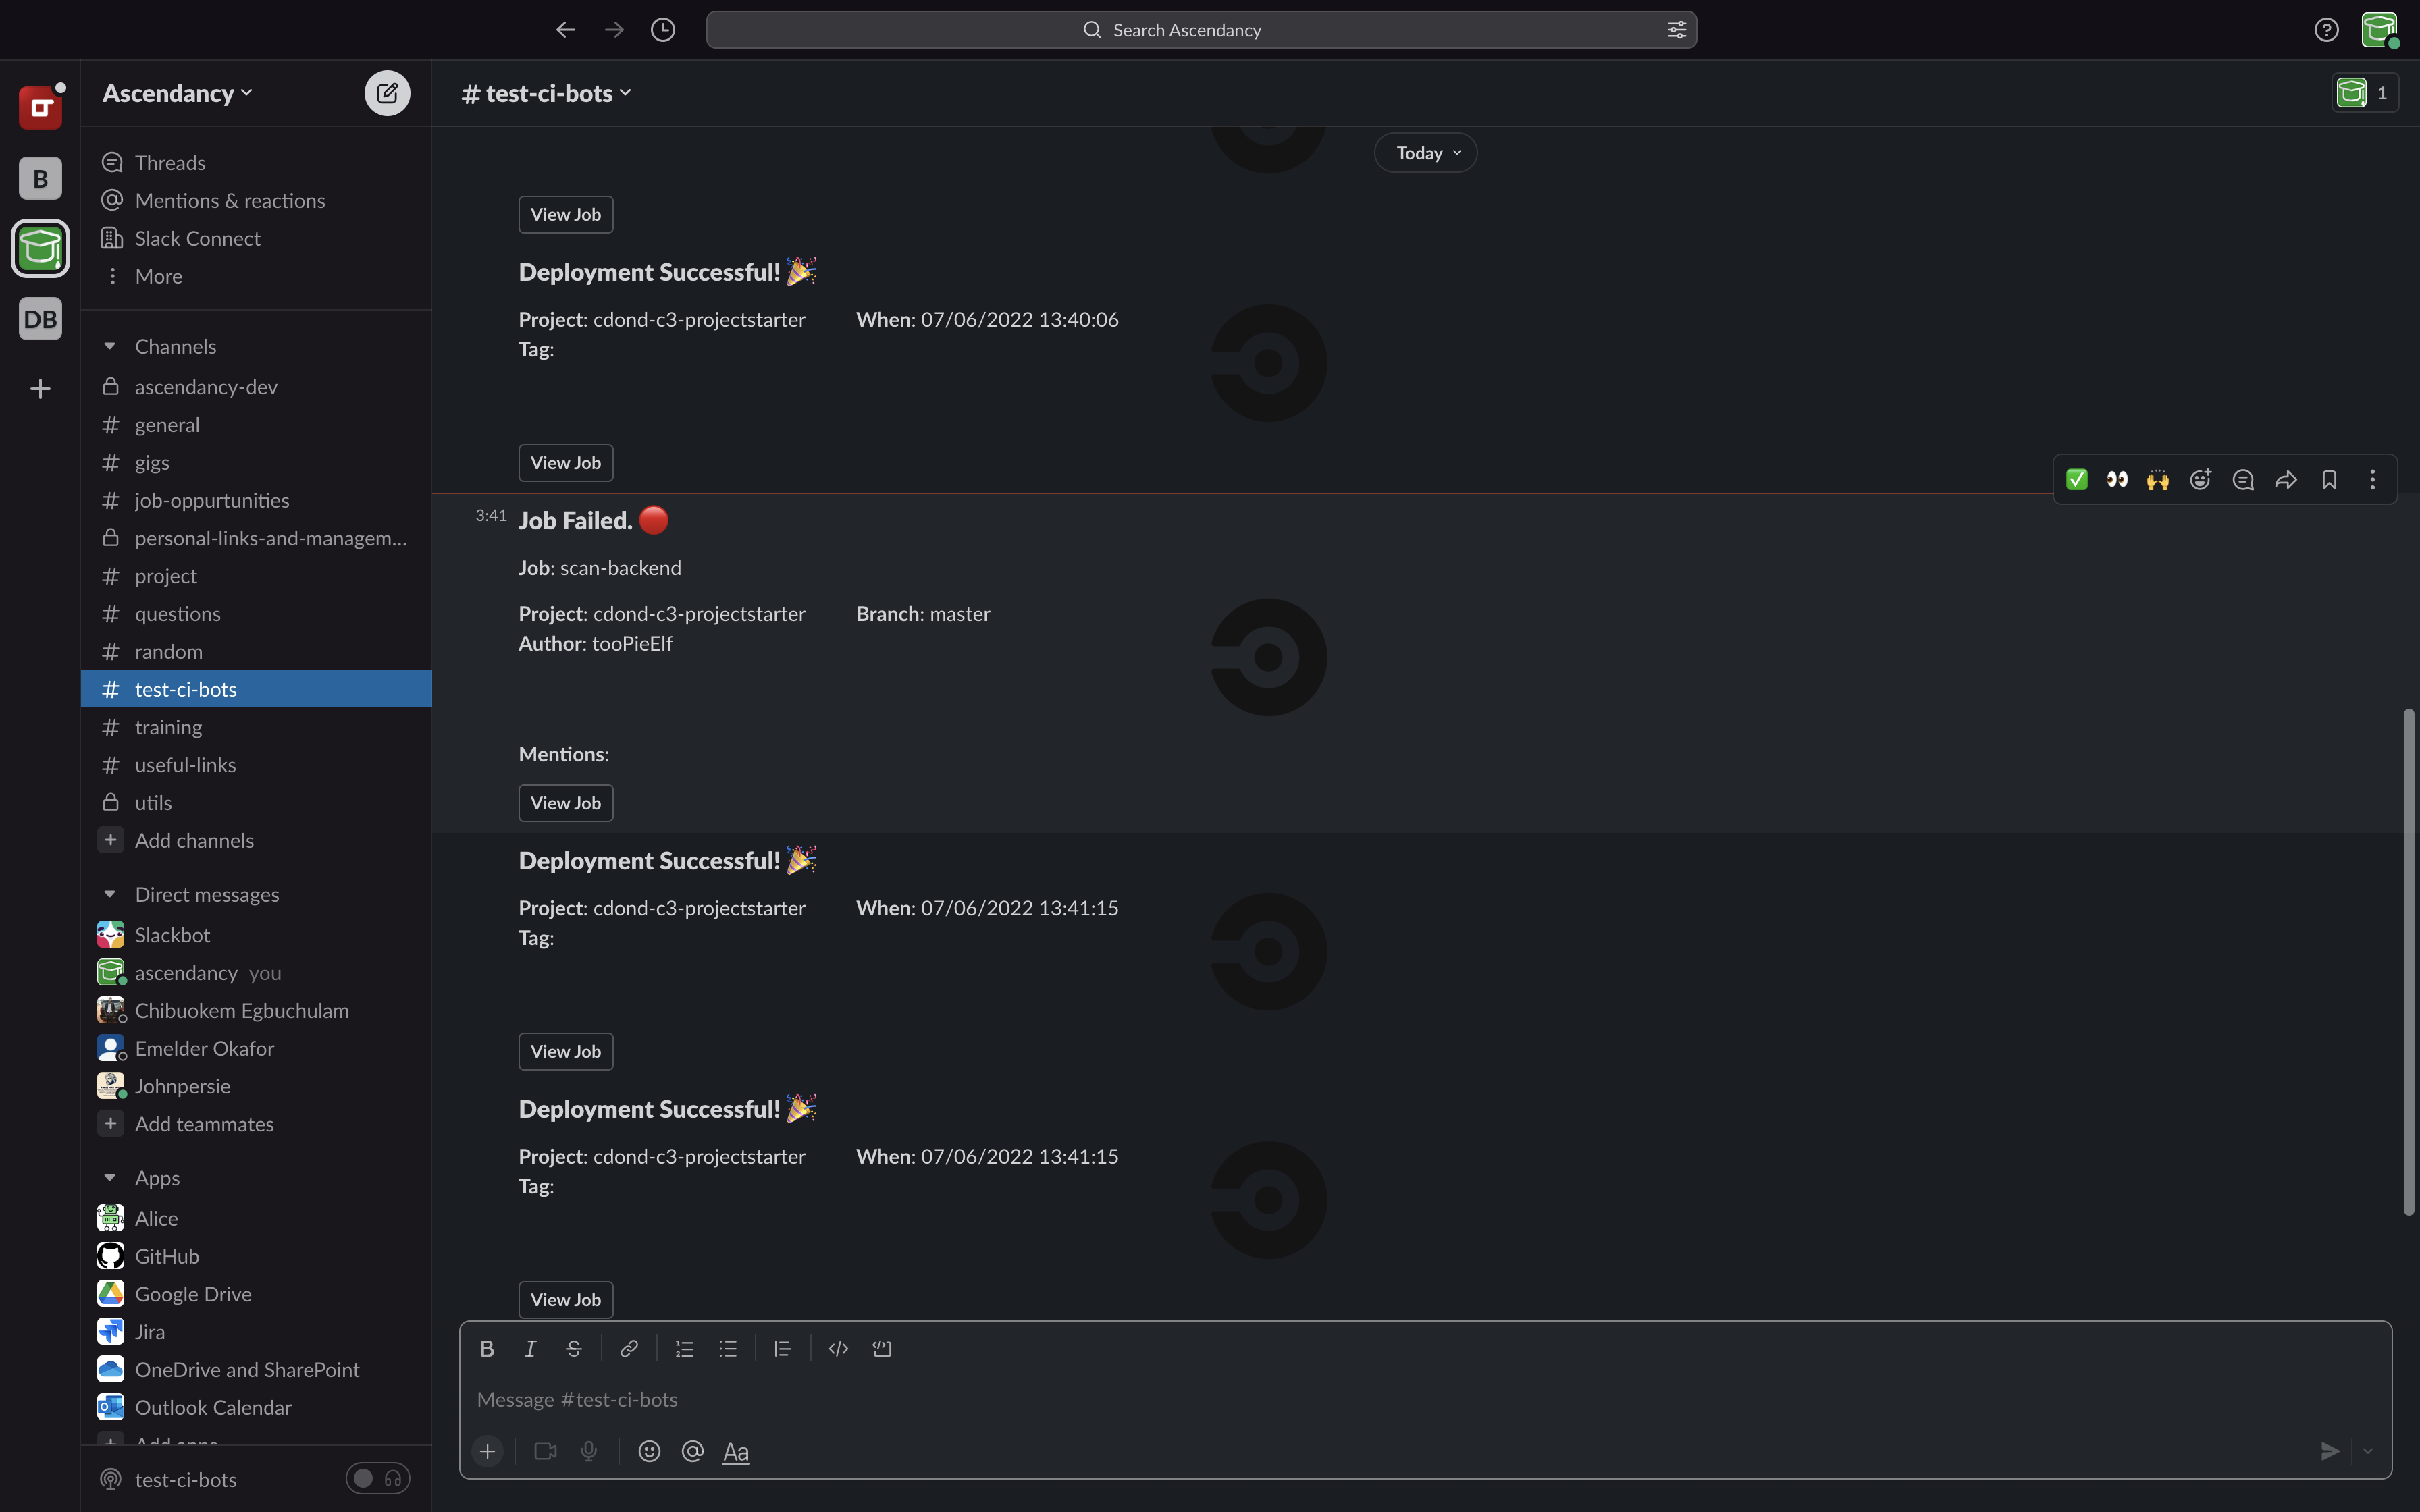 Search Ascendancy
Ascendancy
# test-ci-bots
1
B
DB
Threads
Mentions & reactions
Slack Connect
More
Channels
ascendancy-dev
# general
# gigs
# job-oppurtunities
personal-links-and-managem...
# project
# questions
# random
# test-ci-bots
# training
# useful-links
utils
+ Add channels
Direct messages
Slackbot
ascendancy you
Chibuokem Egbuchulam
Emelder Okafor
Johnpersie
+ Add teammates
Apps
Alice
GitHub
Google Drive
Jira
OneDrive and SharePoint
Outlook Calendar
Add apps
test-ci-bots
Today
View Job
Deployment Successful! 🎉
Project: cdond-c3-projectstarter When: 07/06/2022 13:40:06
Tag:
View Job
3:41 Job Failed. 🔴
Job: scan-backend
Project: cdond-c3-projectstarter Branch: master
Author: tooPieElf
Mentions:
View Job
Deployment Successful! 🎉
Project: cdond-c3-projectstarter When: 07/06/2022 13:41:15
Tag:
View Job
Deployment Successful! 🎉
Project: cdond-c3-projectstarter When: 07/06/2022 13:41:15
Tag:
View Job
B I S
Message #test-ci-bots
Aa